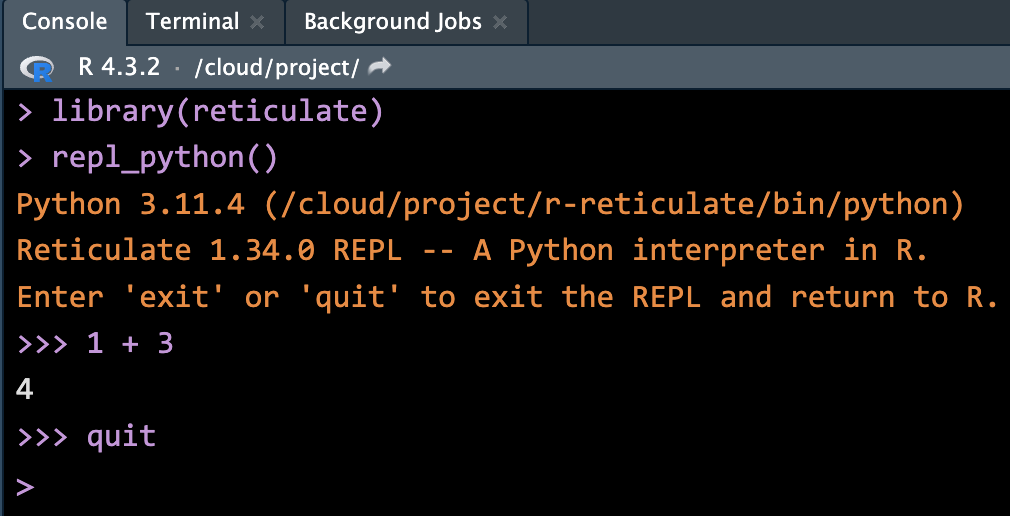 Console Terminal × Background Jobs ×
R R 4.3.2 · /cloud/project/
> library(reticulate)
> repl_python()
Python 3.11.4 (/cloud/project/r-reticulate/bin/python)
Reticulate 1.34.0 REPL -- A Python interpreter in R.
Enter 'exit' or 'quit' to exit the REPL and return to R.
>>> 1 + 3
4
>>> quit
>